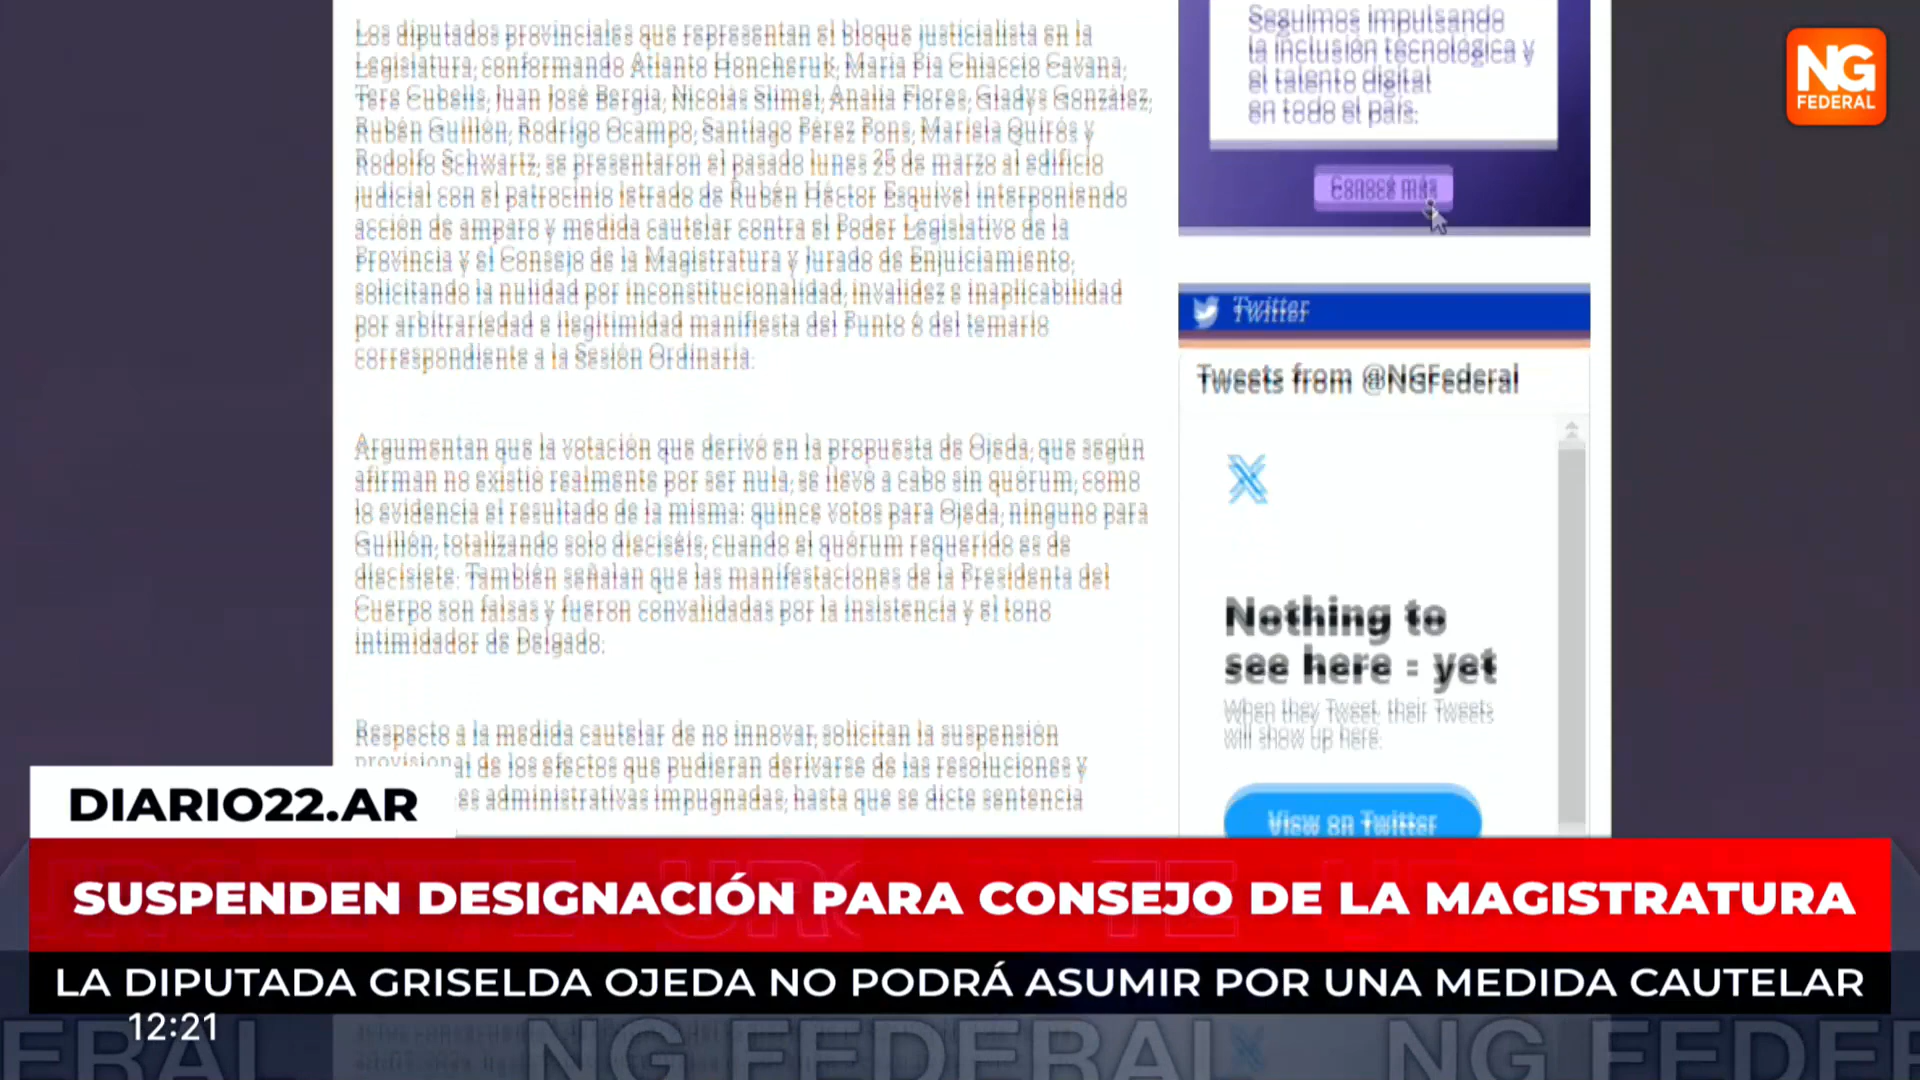 Los diputados provinciales que representan el bloque justicialista en la
Legislatura, conformando Atlanto Honcheruk, María Pía Chiaccio Cavana,
Tere Cubells, Juan José Bergia, Nicolás Slimel, Analía Flores, Gladys González,
Rubén Guillón, Rodrigo Ocampo, Santiago Pérez Pons, Mariela Quirós y
Rodolfo Schwartz, se presentaron el pasado lunes 25 de marzo al edificio
judicial con el patrocinio letrado de Rubén Héctor Esquivel interponiendo
acción de amparo y medida cautelar contra el Poder Legislativo de la
Provincia y el Consejo de la Magistratura y Jurado de Enjuiciamiento,
solicitando la nulidad por inconstitucionalidad, invalidez e inaplicabilidad
por arbitrariedad e ilegitimidad manifiesta del Punto 6 del temario
correspondiente a la Sesión Ordinaria.
Argumentan que la votación que derivó en la propuesta de Ojeda, que según
afirman no existió realmente por ser nula, se llevó a cabo sin quórum, como
lo evidencia el resultado de la misma: quince votos para Ojeda, ninguno para
Guillón, totalizando solo dieciséis, cuando el quórum requerido es de
diecisiete. También señalan que las manifestaciones de la Presidenta del
Cuerpo son falsas y fueron convalidadas por la insistencia y el tono
intimidador de Delgado.
Respecto a la medida cautelar de no innovar, solicitan la suspensión
provisional de los efectos que pudieran derivarse de las resoluciones y
es administrativas impugnadas, hasta que se dicte sentencia
Seguimos impulsando
la inclusión tecnológica y
el talento digital
en todo el país.
Conocé más
Twitter
Tweets from @NGFederal
Nothing to
see here - yet
When they Tweet, their Tweets
will show up here.
View on Twitter
NG
FEDERAL
DIARIO22.AR
SUSPENDEN DESIGNACIÓN PARA CONSEJO DE LA MAGISTRATURA
LA DIPUTADA GRISELDA OJEDA NO PODRÁ ASUMIR POR UNA MEDIDA CAUTELAR
12:21
ERAL NG FEDERAL NG FEDER